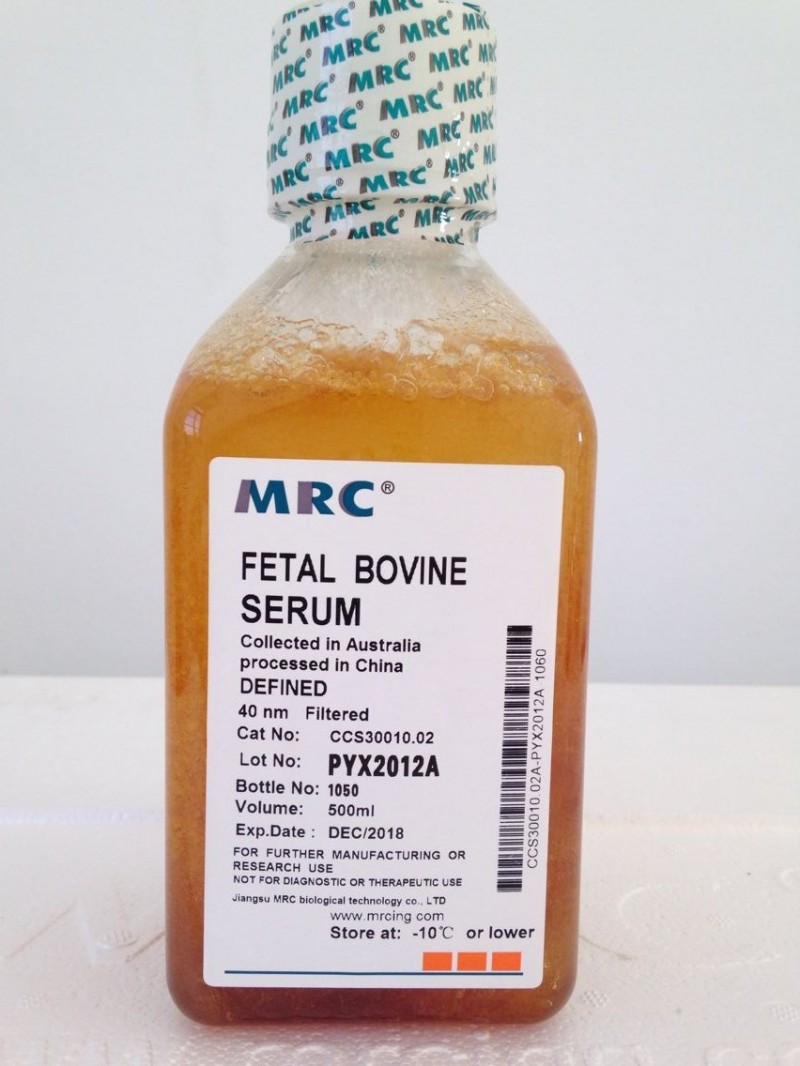 MRC®
FETAL BOVINE
SERUM
Collected in Australia
processed in China
DEFINED
40 nm Filtered
Cat No: CCS30010.02
Lot No: PYX2012A
Bottle No: 1050
Volume: 500ml
Exp.Date : DEC/2018
FOR FURTHER MANUFACTURING OR
RESEARCH USE
NOT FOR DIAGNOSTIC OR THERAPEUTIC USE
Jiangsu MRC biological technology co., LTD
www.mrcing com
Store at: -10℃ or lower
CCS30010.02A-PYX2012A 1060